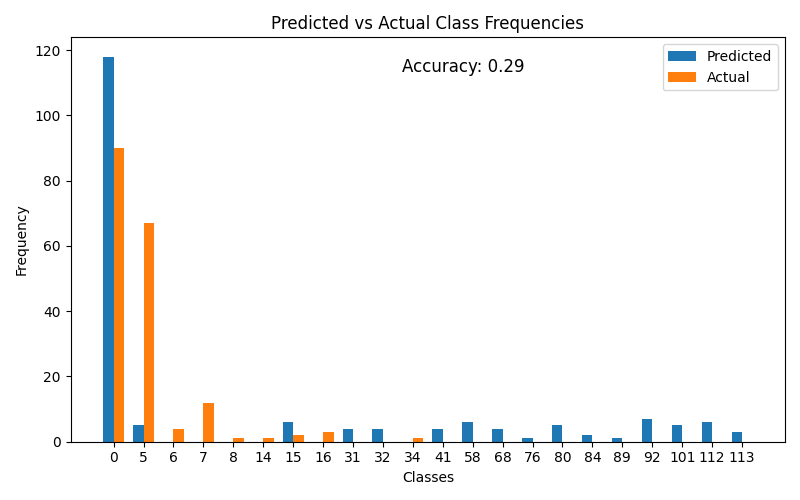 Predicted vs Actual Class Frequencies
Accuracy: 0.29
Predicted
Actual
Frequency
120
100
80
60
40
20
0
0 5 6 7 8 14 15 16 31 32 34 41 58 68 76 80 84 89 92 101 112 113
Classes